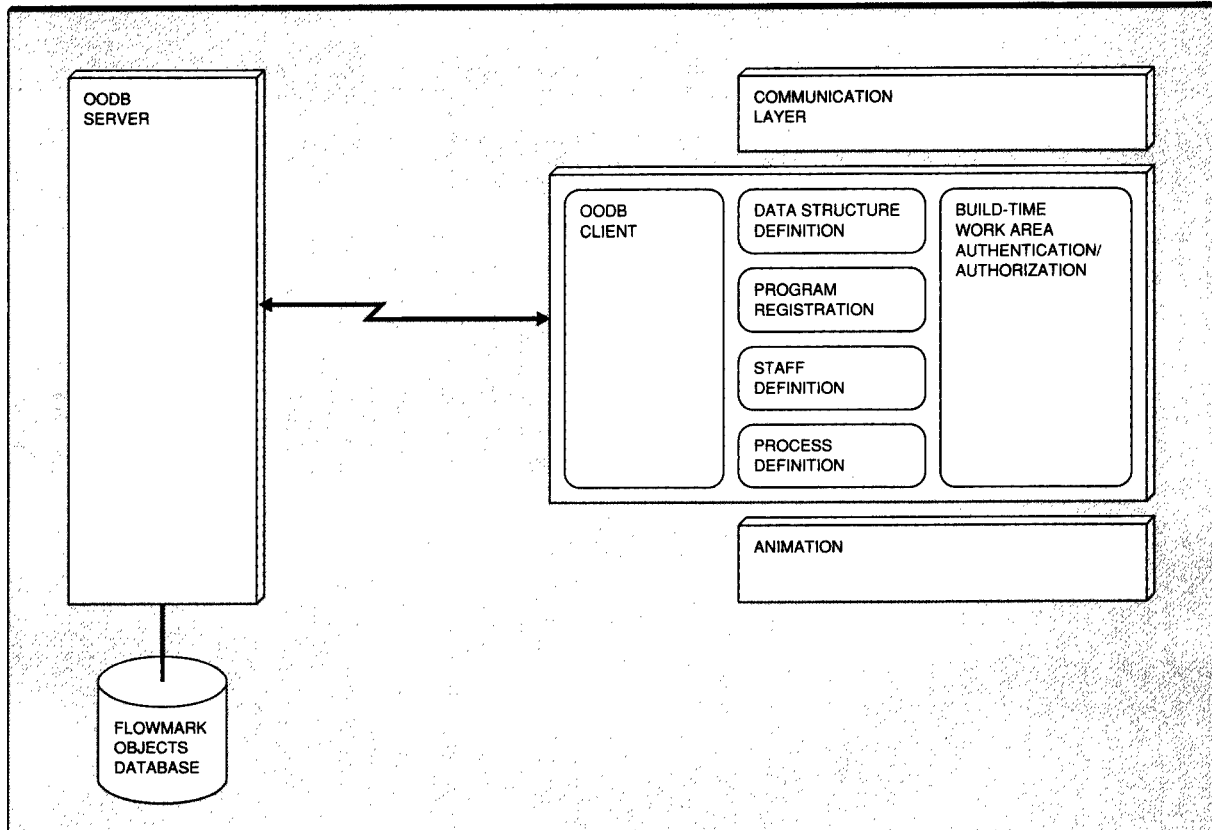 OODB
SERVER
COMMUNICATION
LAYER
OODB
CLIENT
DATA STRUCTURE
DEFINITION
PROGRAM
REGISTRATION
STAFF
DEFINITION
PROCESS
DEFINITION
BUILD-TIME
WORK AREA
AUTHENTICATION/
AUTHORIZATION
ANIMATION
FLOWMARK
OBJECTS
DATABASE